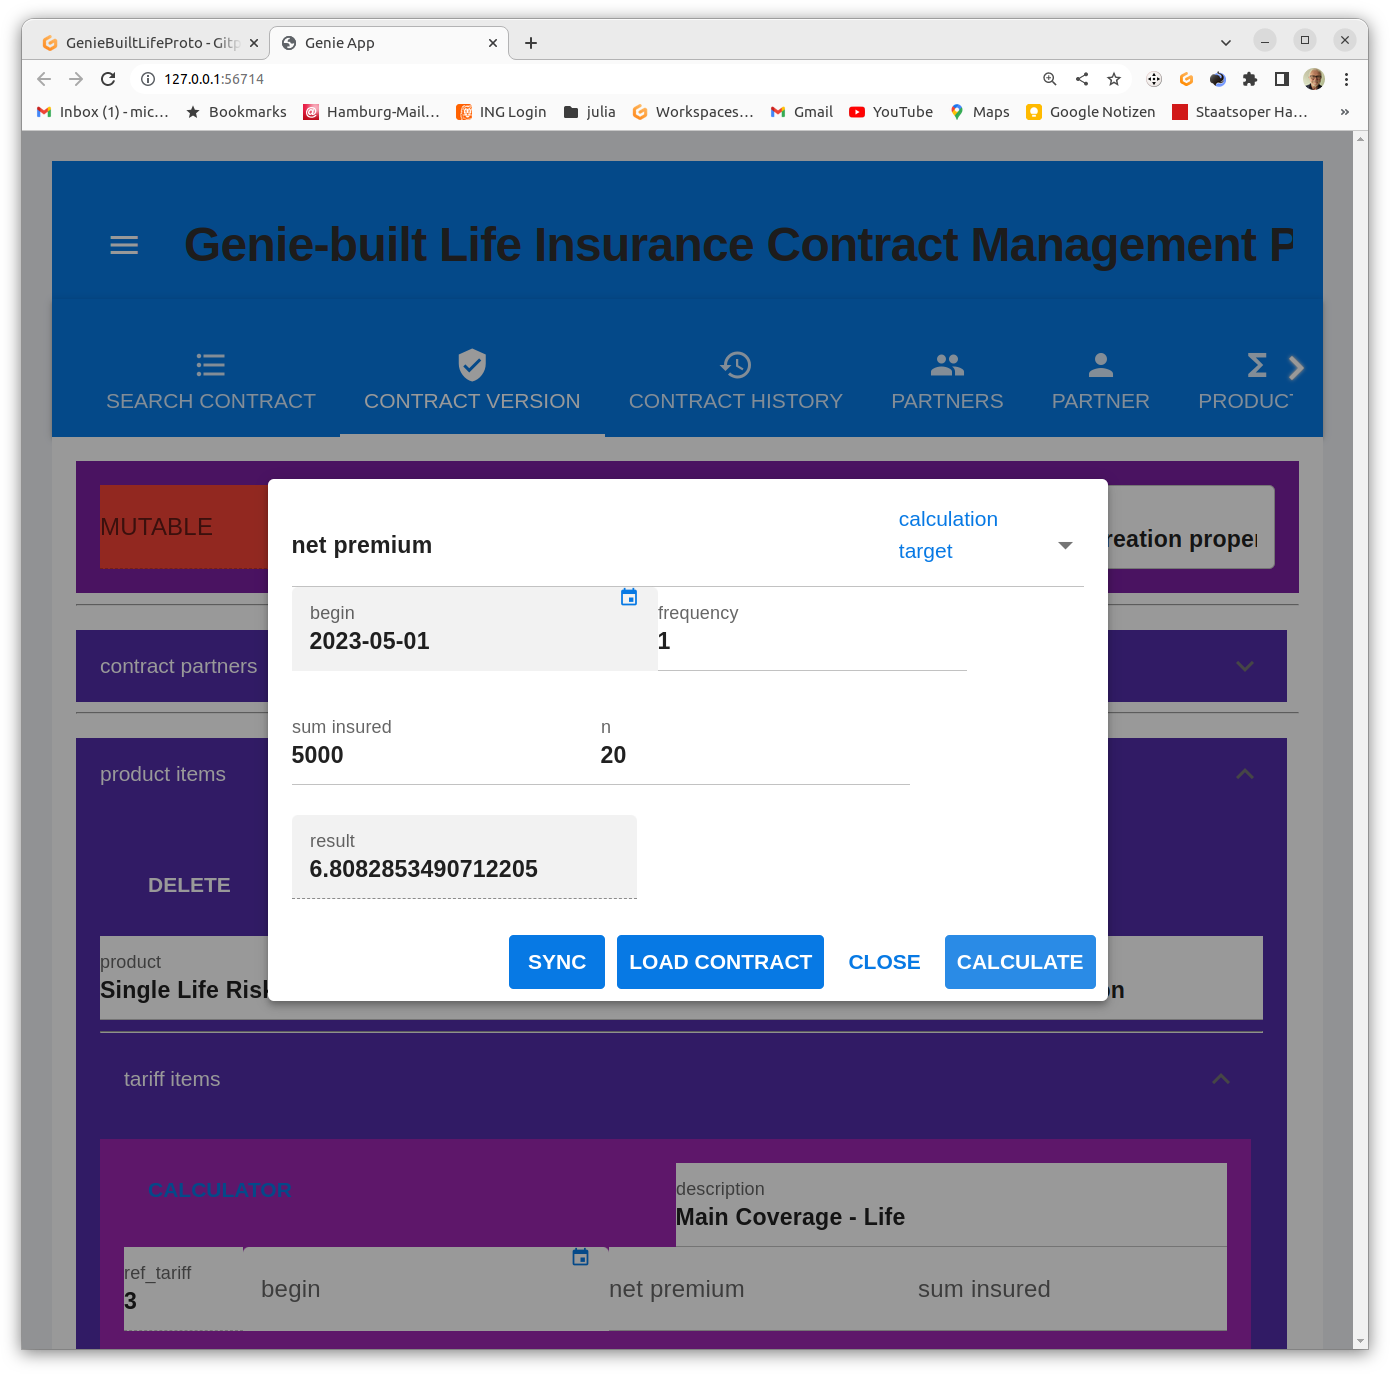 GenieBuiltLifeProto - Gitp
Genie App
127.0.0.1:56714
Inbox (1) - mic...
Bookmarks
Hamburg-Mail...
ING Login
julia
Workspaces...
Gmail
YouTube
Maps
Google Notizen
Staatsoper Ha...
»
Genie-built Life Insurance Contract Management P
SEARCH CONTRACT
CONTRACT VERSION
CONTRACT HISTORY
PARTNERS
PARTNER
PRODUCT
MUTABLE
reation proper
net premium
calculation
target
begin
2023-05-01
frequency
1
contract partners
sum insured
5000
n
20
product items
result
6.8082853490712205
DELETE
SYNC
LOAD CONTRACT
CLOSE
CALCULATE
product
Single Life Risk
n
tariff items
CALCULATOR
description
Main Coverage - Life
ref_tariff
3
begin
net premium
sum insured